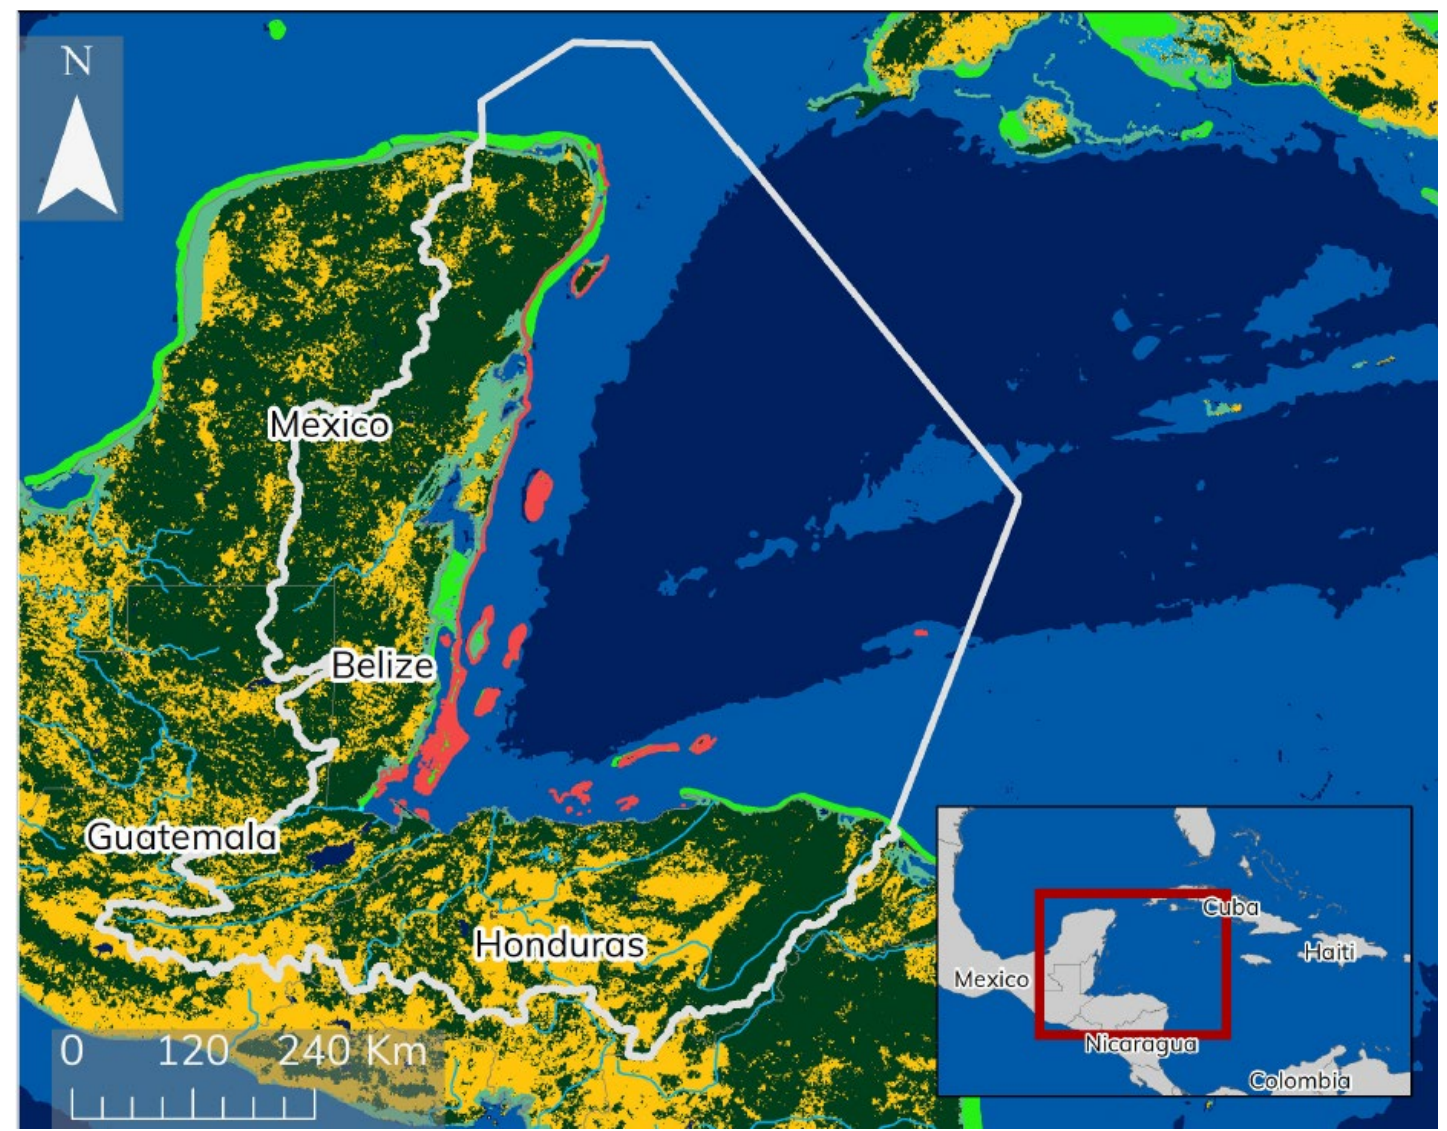 N
Mexico
Belize
Guatemala
Honduras
0 120 240 Km
Cuba
Haiti
Mexico
Nicaragua
Colombia